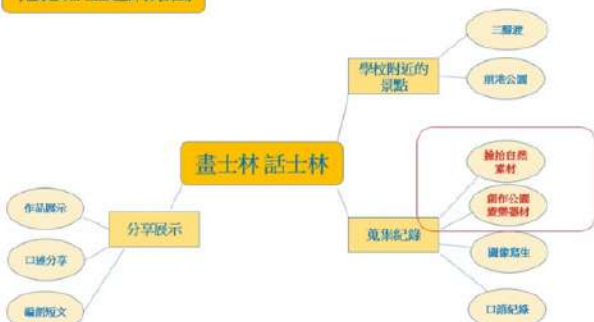 三腳渡
學校附近的
景點
前港公園
畫士林 話士林
撿拾自然
素材
創作公園
遊樂器材
作品展示
分享展示
蒐集紀錄
口述分享
圖像寫生
編創短文
口語紀錄